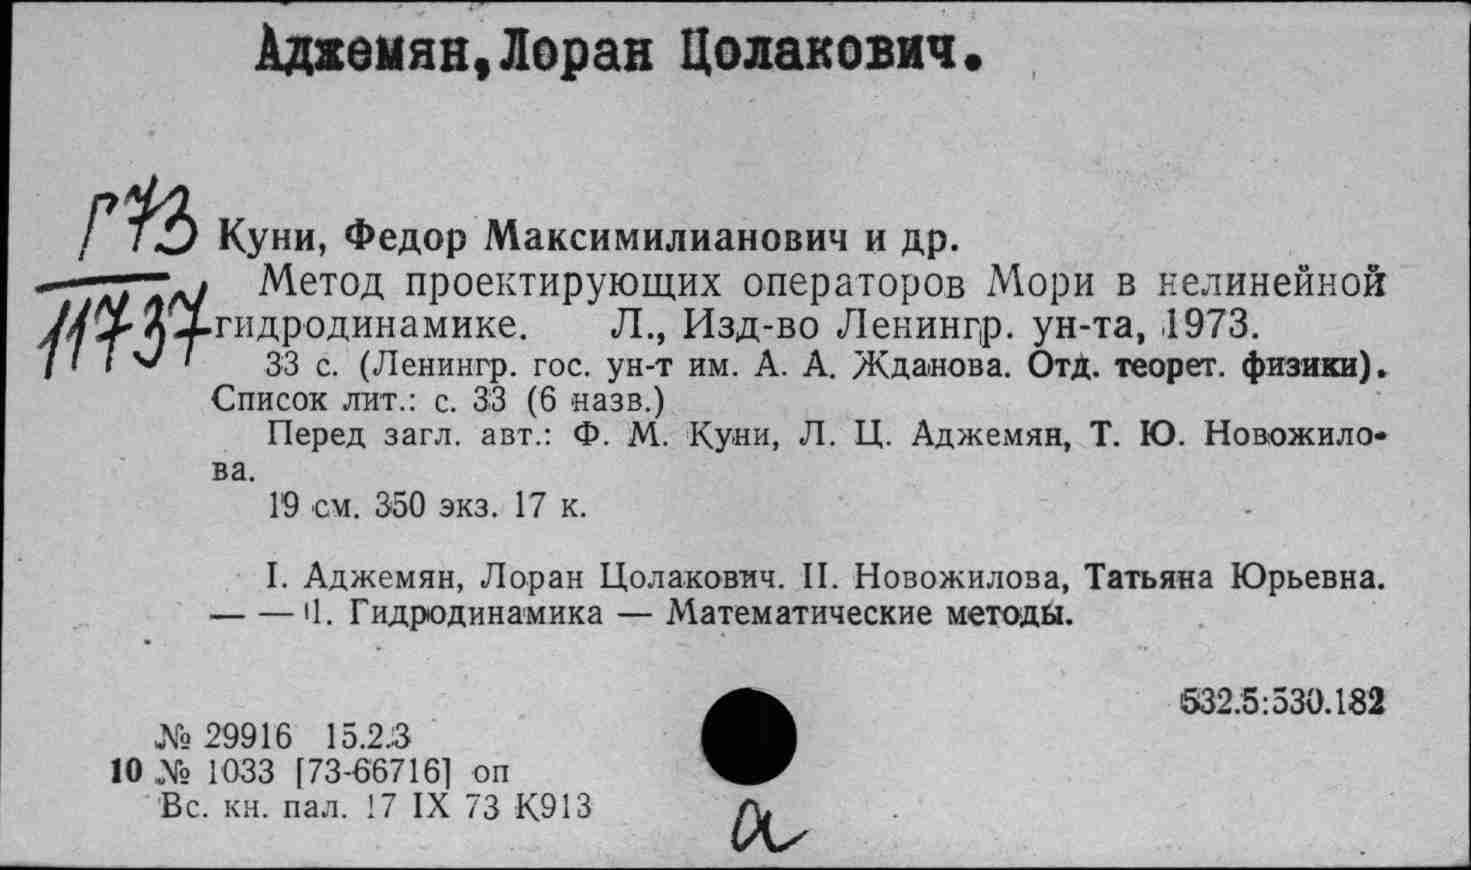 Аджемян, Лоран Цолакович.
Г73
11737
Куни, Федор Максимилианович и др.
Метод проектирующих операторов Мори в нелинейной
гидродинамике. Л., Изд-во Ленингр. ун-та, 1973.
33 с. (Ленингр. гос. ун-т им. А. А. Жданова. Отд. теорет. физики).
Список лит.: с. 33 (6 назв.)
Перед загл. авт.: Ф. М. Куни, Л. Ц. Аджемян, Т. Ю. Новожило-
ва.
19 см. 350 экз. 17 к.
I. Аджемян, Лоран Цолакович. II. Новожилова, Татьяна Юрьевна.
— — 1. Гидродинамика — Математические методы.
532.5:530.182
№ 29916 15.2.3
10 № 1033 [73-66716] оп
Вс. кн. пал. 17 IX 73 К913